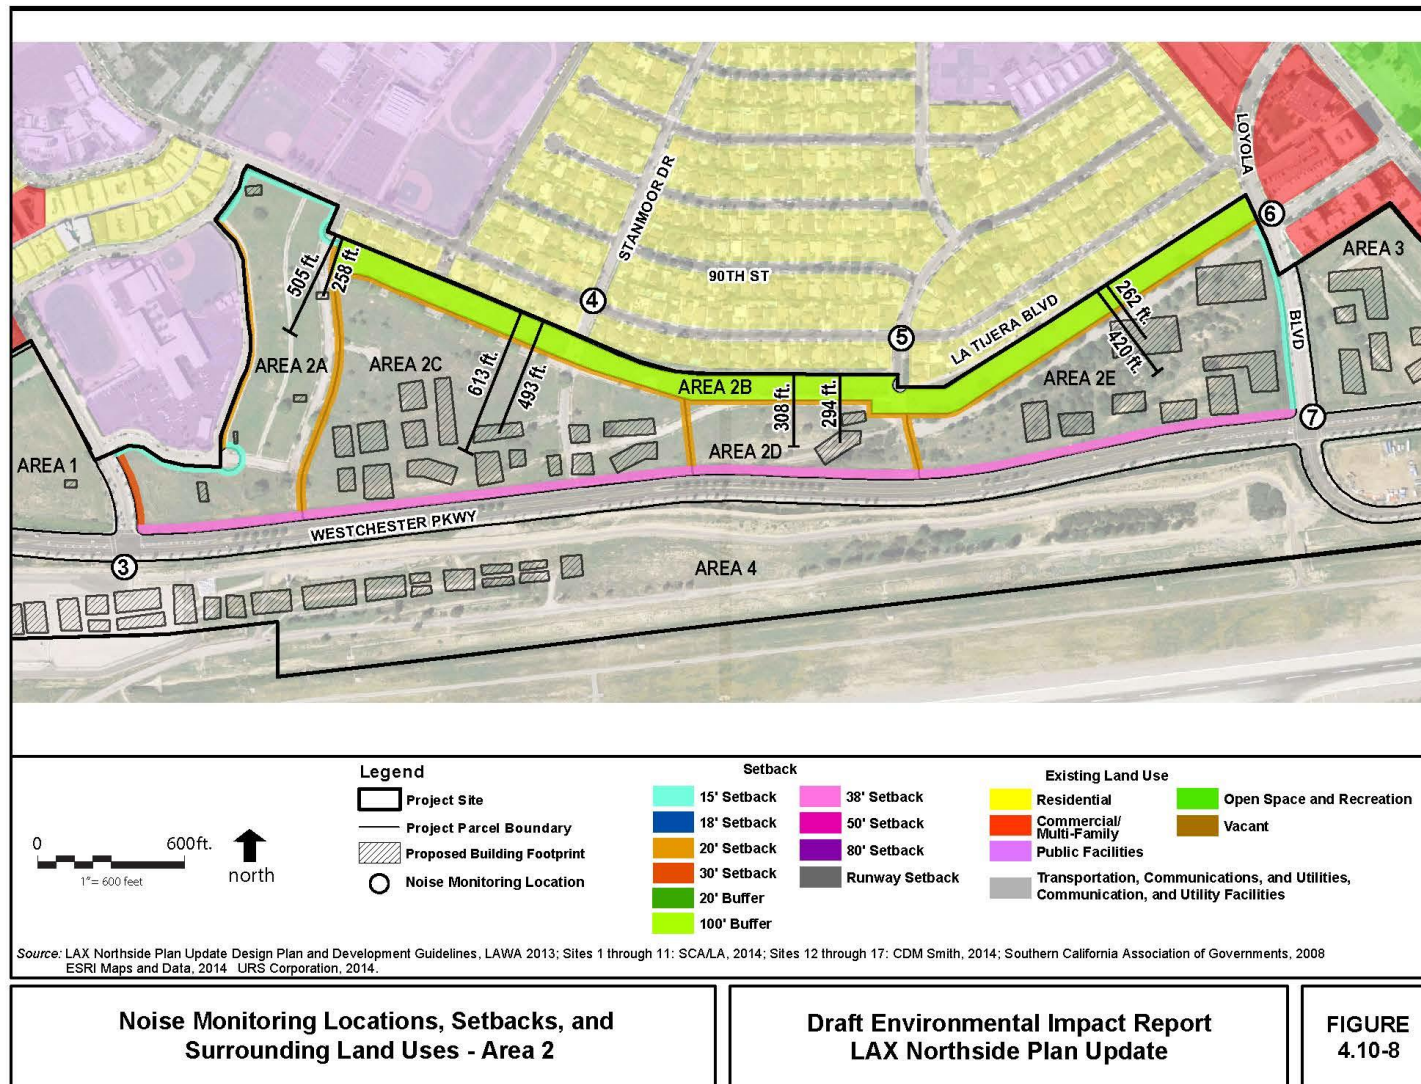 LOYOLA
STANMOOR DR
6
AREA 3
505 ft.
258 ft.
90TH ST
4
262 ft.
BLVD
5
LA TIJERA BLVD
420 ft.
AREA 2A
AREA 2C
613 ft.
493 ft.
AREA 2B
AREA 2E
308 ft.
294 ft.
7
AREA 2D
AREA 1
WESTCHESTER PKWY
3
AREA 4
Legend
Project Site
Project Parcel Boundary
Proposed Building Footprint
Noise Monitoring Location
0 600ft.
1"= 600 feet
north
Setback
15' Setback
18' Setback
20' Setback
30' Setback
20' Buffer
100' Buffer
38' Setback
50' Setback
80' Setback
Runway Setback
Existing Land Use
Residential
Commercial/
Multi-Family
Public Facilities
Transportation, Communications, and Utilities,
Communication, and Utility Facilities
Open Space and Recreation
Vacant
Source: LAX Northside Plan Update Design Plan and Development Guidelines, LAWA 2013; Sites 1 through 11: SCA/LA, 2014; Sites 12 through 17: CDM Smith, 2014; Southern California Association of Governments, 2008
ESRI Maps and Data, 2014 URS Corporation, 2014.
Noise Monitoring Locations, Setbacks, and
Surrounding Land Uses - Area 2
Draft Environmental Impact Report
LAX Northside Plan Update
FIGURE
4.10-8